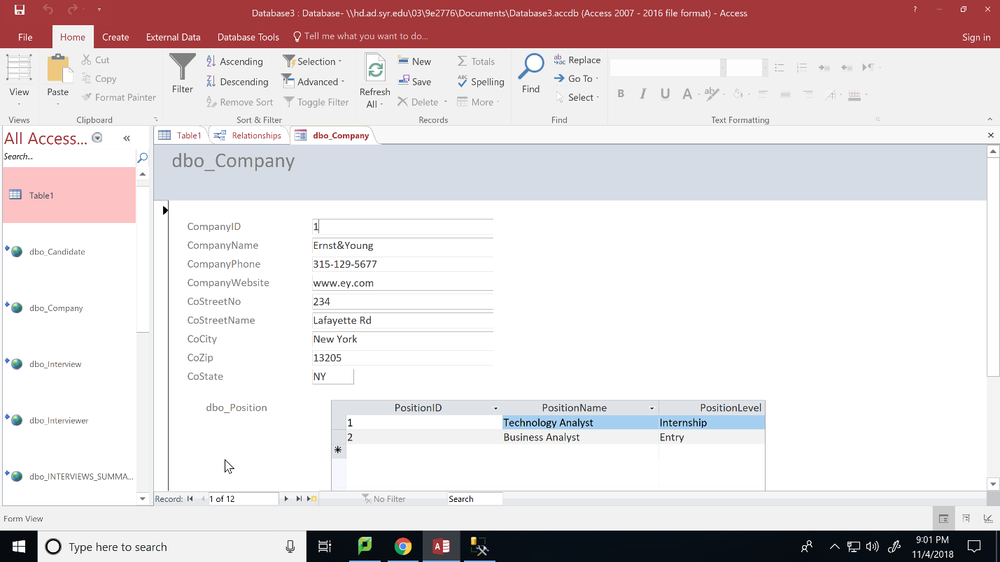 Database3 : Database- \\hd.ad.syr.edu\03\9e2776\Documents\Database3.accdb (Access 2007 - 2016 file format) - Access
?
File Home Create External Data Database Tools Tell me what you want to do... Sign in
View
Views
Paste
Cut
Copy
Format Painter
Clipboard
Filter
Ascending
Descending
Remove Sort
Selection
Advanced
Toggle Filter
Sort & Filter
Refresh
All
New
Save
Delete
Totals
Spelling
More
Records
Find
Replace
Go To
Select
Find
B I U A
Text Formatting
All Access...
Search...
Table1
dbo_Candidate
dbo_Company
dbo_Interview
dbo_Interviewer
dbo_INTERVIEWS_SUMMA...
Table1 Relationships dbo_Company
dbo_Company
CompanyID 1
CompanyName Ernst&Young
CompanyPhone 315-129-5677
CompanyWebsite www.ey.com
CoStreetNo 234
CoStreetName Lafayette Rd
CoCity New York
CoZip 13205
CoState NY
dbo_Position
PositionID PositionName PositionLevel
1 Technology Analyst Internship
2 Business Analyst Entry
Record: 1 of 12 No Filter Search
Form View
Type here to search
9:01 PM
11/4/2018